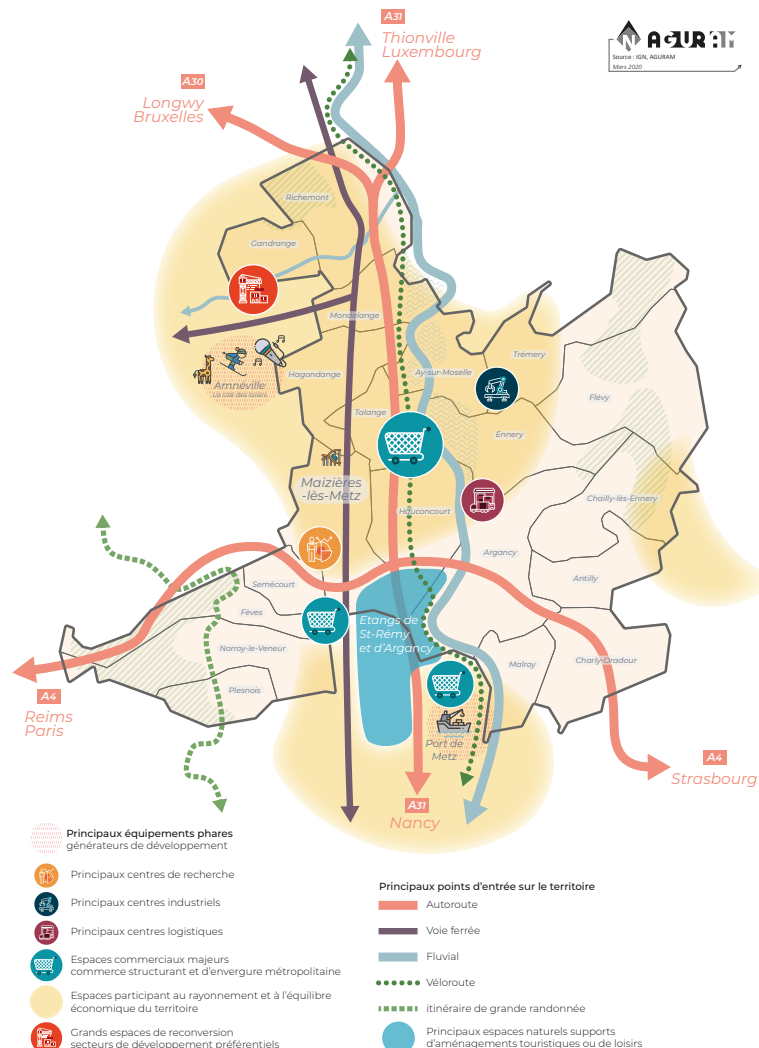 A31
Thionville
Luxembourg
N AGURAM
Source : IGN, AGURAM
Mars 2020
A30
Longwy
Bruxelles
Richemont
Gandrange
Mondelange
Trémery
Amnéville
La cité des loisirs
Hagondange
Ay-sur-Moselle
Flévy
Talange
Ennery
Maizières
-lès-Metz
Chailly-lès-Ennery
Hauconcourt
Argancy
Semécourt
Antilly
Fèves
Etangs de
St-Rémy
et d'Argancy
Norroy-le-Veneur
Malroy
Charly-Oradour
Plesnois
A4
Reims
Paris
Port de
Metz
A4
Strasbourg
A31
Nancy
Principaux équipements phares
générateurs de développement
Principaux centres de recherche
Principaux centres industriels
Principaux centres logistiques
Espaces commerciaux majeurs
commerce structurant et d'envergure métropolitaine
Espaces participant au rayonnement et à l'équilibre
économique du territoire
Grands espaces de reconversion
secteurs de développement préférentiels
Principaux points d'entrée sur le territoire
Autoroute
Voie ferrée
Fluvial
Véloroute
itinéraire de grande randonnée
Principaux espaces naturels supports
d'aménagements touristiques ou de loisirs